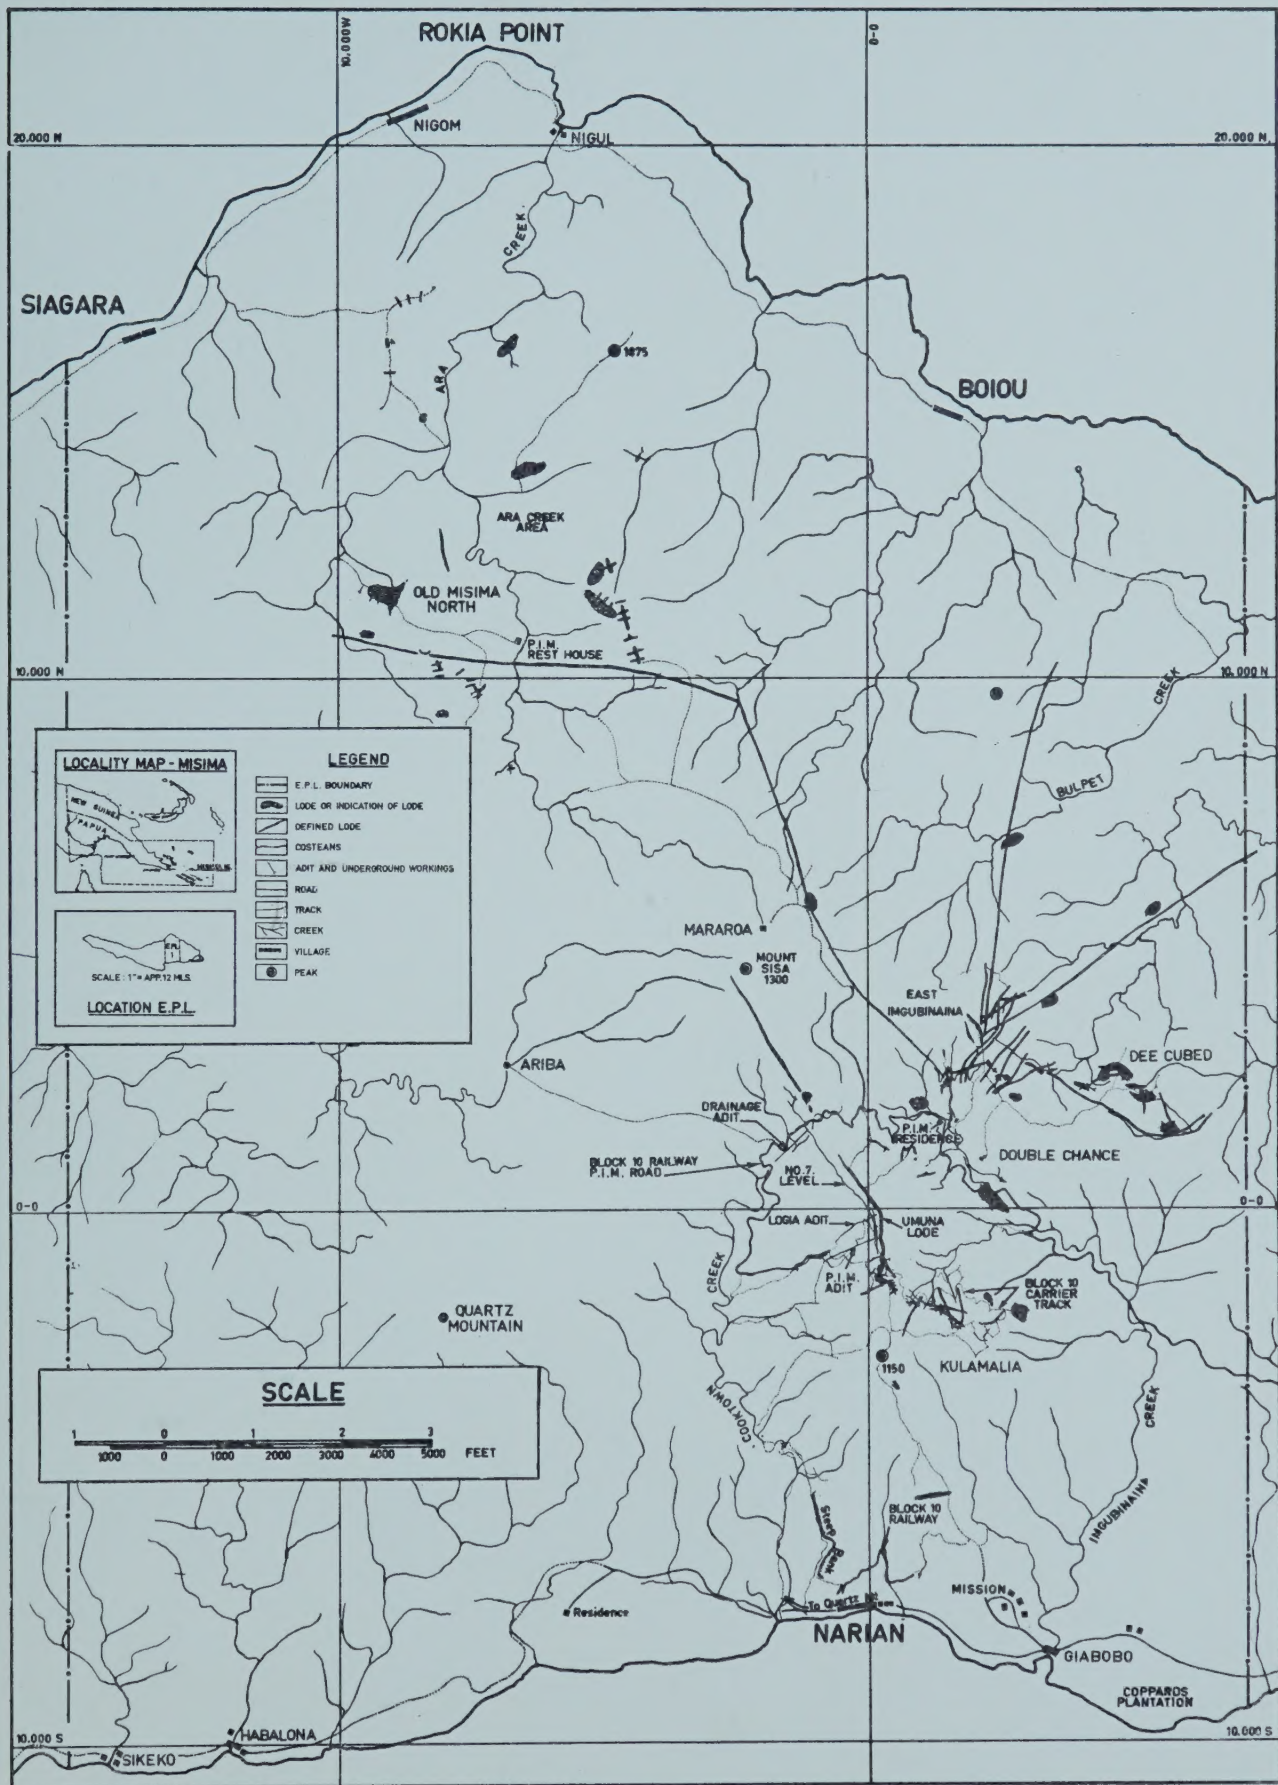 ROKIA POINT
10.000W
0-0
NIGOM
NIGUL
20.000 N
20.000 N.
CREEK
SIAGARA
1875
ARA
BOIOU
ARA CREEK
AREA
OLD MISIMA
NORTH
P.I.M.
REST HOUSE
10.000 N
10.000 N
CREEK
BULPET
LOCALITY MAP - MISIMA
NEW GUINEA
PAPUA
E.P.L.
SCALE : 1" = APP. 12 MLS.
LOCATION E.P.L.
LEGEND
E.P.L. BOUNDARY
LODE OR INDICATION OF LODE
DEFINED LODE
COSTEANS
ADIT AND UNDERGROUND WORKINGS
ROAD
TRACK
CREEK
VILLAGE
PEAK
MARAROA
MOUNT
SISA
1300
EAST
IMGUBINAINA
ARIBA
DEE CUBED
DRAINAGE
ADIT
P.I.M.
RESIDENCE
BLOCK 10 RAILWAY
P.I.M. ROAD
NO.7.
LEVEL
DOUBLE CHANCE
0-0
0-0
LOGIA ADIT
UMUNA
LODE
CREEK
P.I.M.
ADIT
BLOCK 10
CARRIER
TRACK
QUARTZ
MOUNTAIN
1150
KULAMALIA
SCALE
1 0 1 2 3
1000 0 1000 2000 3000 4000 5000 FEET
COOKTOWN
CREEK
IMGUBINAINA
Steep Bank
BLOCK 10
RAILWAY
MISSION
Residence
To Quartz Mt
NARIAN
GIABOBO
COPPARDS
PLANTATION
10.000 S
HABALONA
SIKEKO
10.000 S